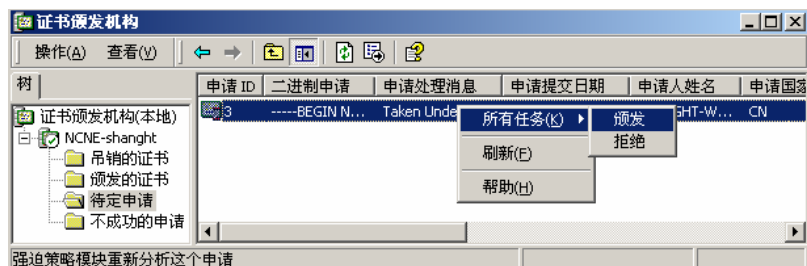 证书颁发机构
操作(A) 查看(V)
树 申请 ID 二进制申请 申请处理消息 申请提交日期 申请人姓名 申请国家
证书颁发机构(本地) 3 -----BEGIN N... Taken Unde GHT-W... CN
NCNE-shanght 所有任务(K) 颁发
吊销的证书 拒绝
颁发的证书 刷新(F)
待定申请 帮助(H)
不成功的申请
强迫策略模块重新分析这个申请